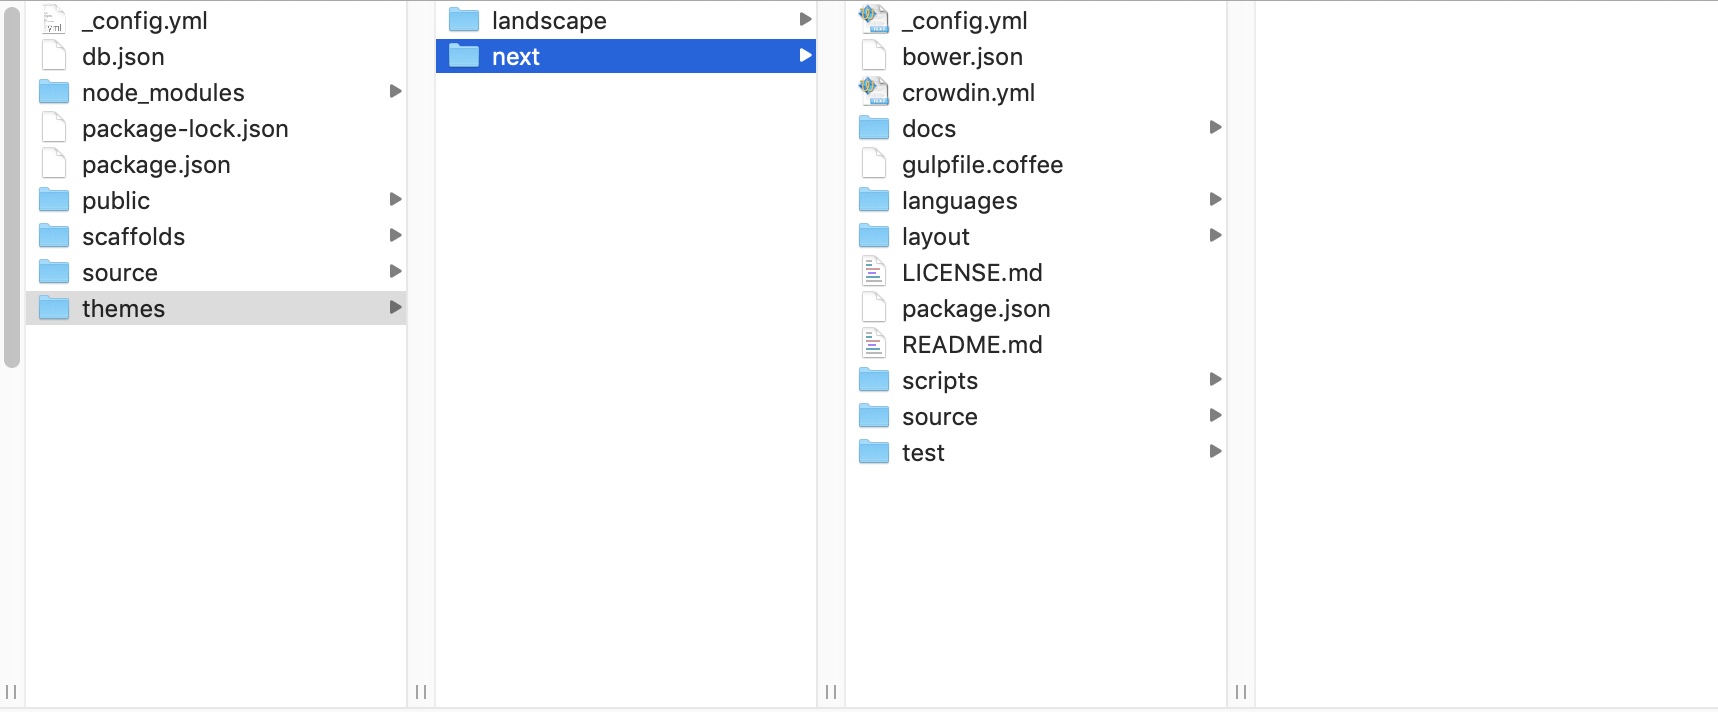 _config.yml
db.json
node_modules
package-lock.json
package.json
public
scaffolds
source
themes
landscape
next
_config.yml
bower.json
crowdin.yml
docs
gulpfile.coffee
languages
layout
LICENSE.md
package.json
README.md
scripts
source
test